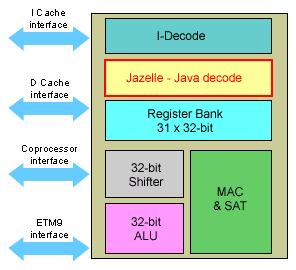 I Cache
interface
I-Decode
Jazelle - Java decode
D Cache
interface
Register Bank
31 x 32-bit
Coprocessor
interface
32-bit
Shifter
MAC
& SAT
ETM9
interface
32-bit
ALU